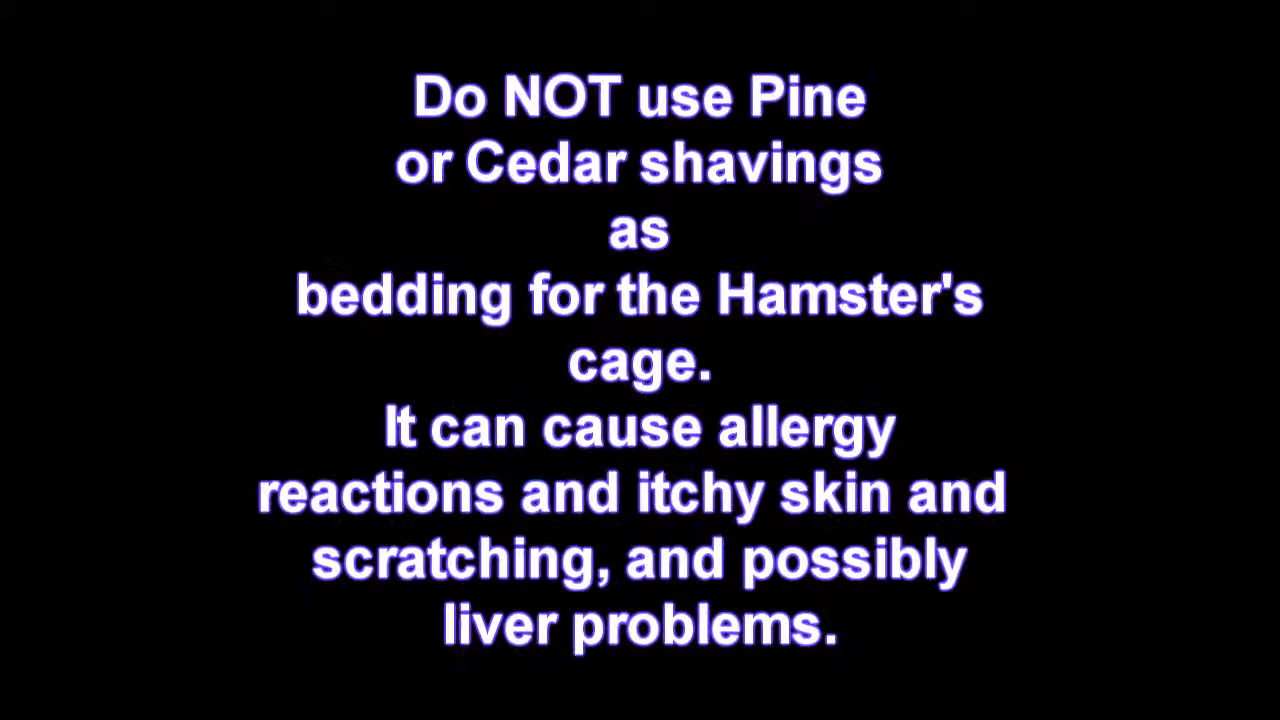 Do NOT use Pine
or Cedar shavings
as
bedding for the Hamster's
cage.
It can cause allergy
reactions and itchy skin and
scratching, and possibly
liver problems.